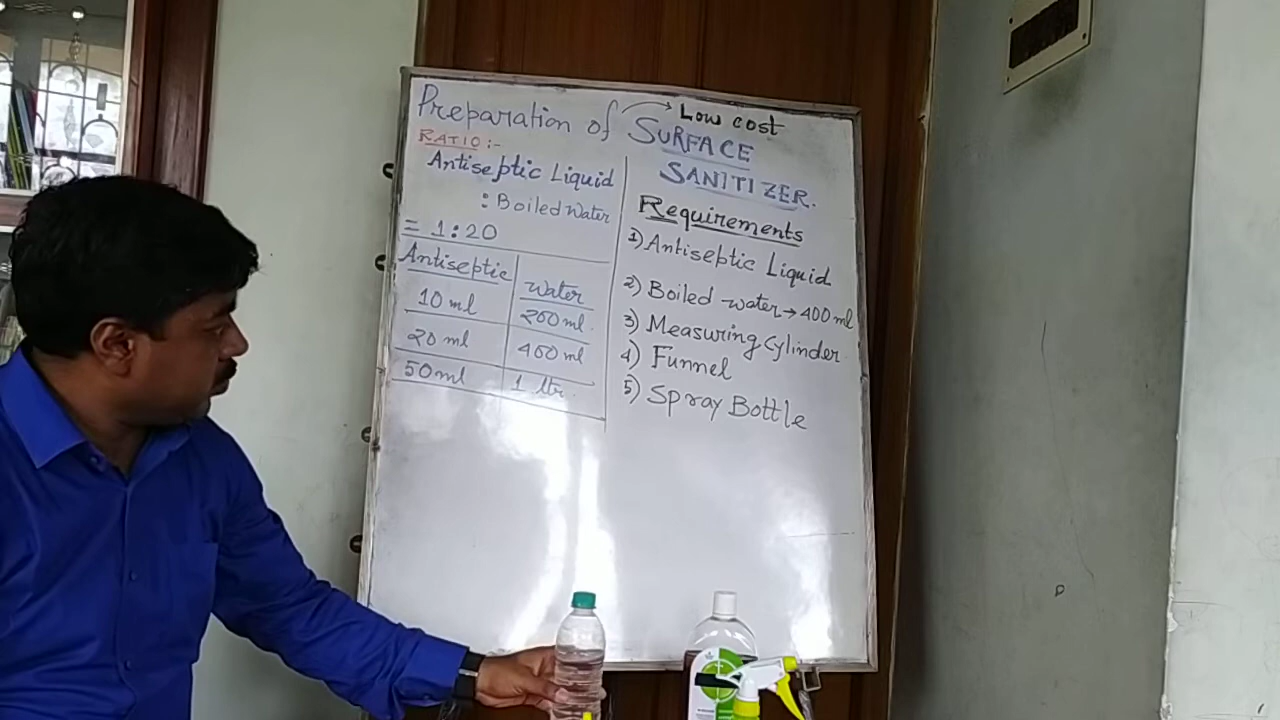 Preparation of → Low cost
SURFACE
SANITIZER.
RATIO:-
Antiseptic Liquid
: Boiled Water
= 1:20
Antiseptic Water
10 ml 200 ml.
20 ml 400 ml
50 ml 1 ltr.
Requirements
1) Antiseptic Liquid
2) Boiled water → 400 ml
3) Measuring Cylinder
4) Funnel
5) Spray Bottle